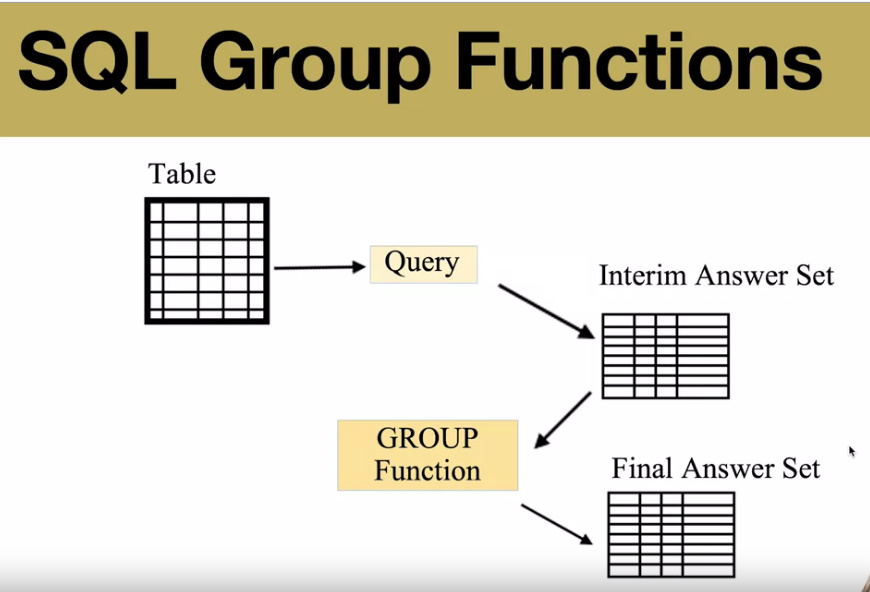 SQL Group Functions
Table
Query
Interim Answer Set
GROUP
Function
Final Answer Set